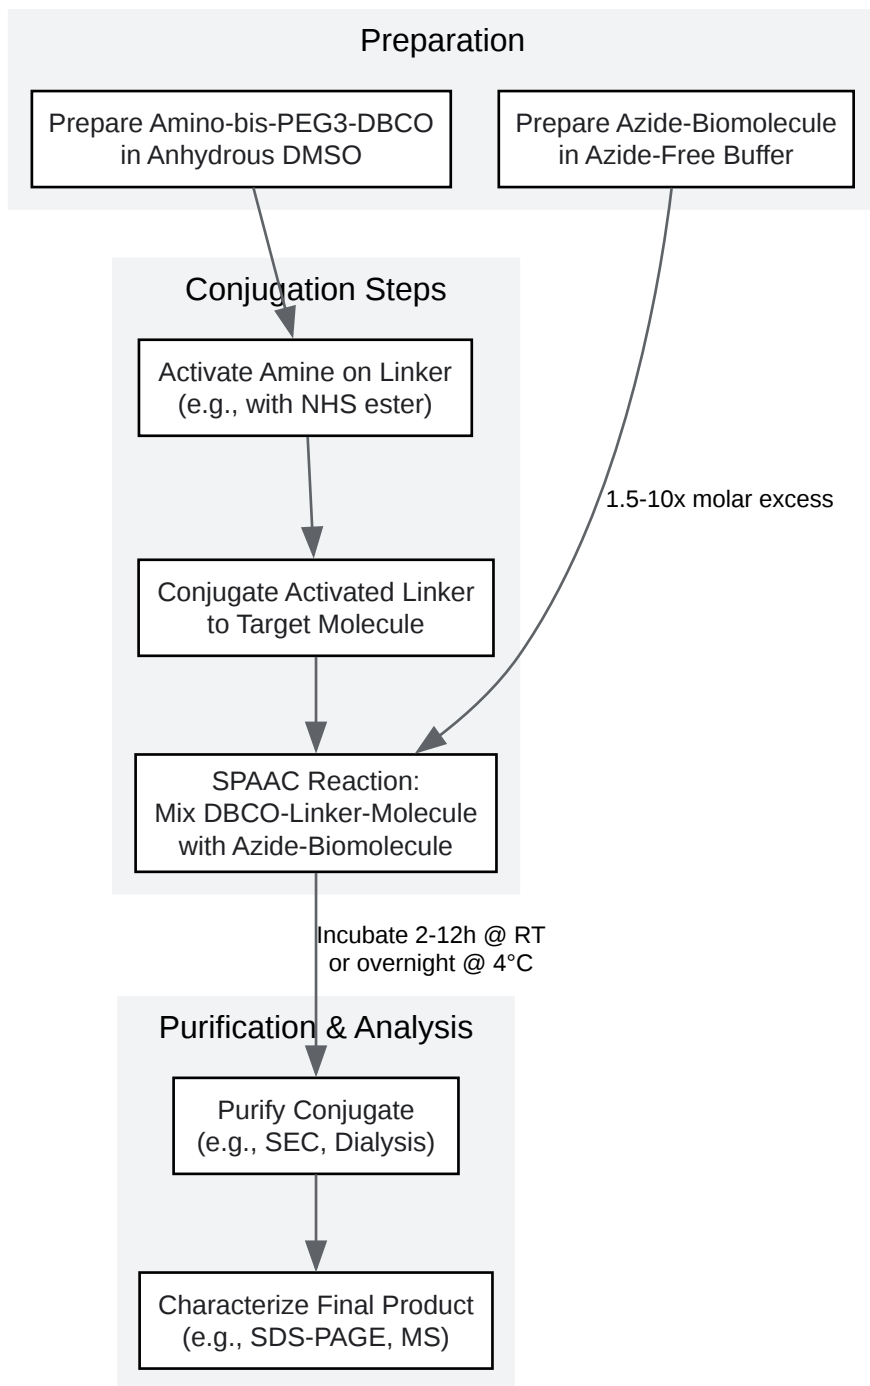 Preparation
Prepare Amino-bis-PEG3-DBCO
in Anhydrous DMSO
Prepare Azide-Biomolecule
in Azide-Free Buffer
Conjugation Steps
Activate Amine on Linker
(e.g., with NHS ester)
1.5-10x molar excess
Conjugate Activated Linker
to Target Molecule
SPAAC Reaction:
Mix DBCO-Linker-Molecule
with Azide-Biomolecule
Incubate 2-12h @ RT
or overnight @ 4°C
Purification & Analysis
Purify Conjugate
(e.g., SEC, Dialysis)
Characterize Final Product
(e.g., SDS-PAGE, MS)